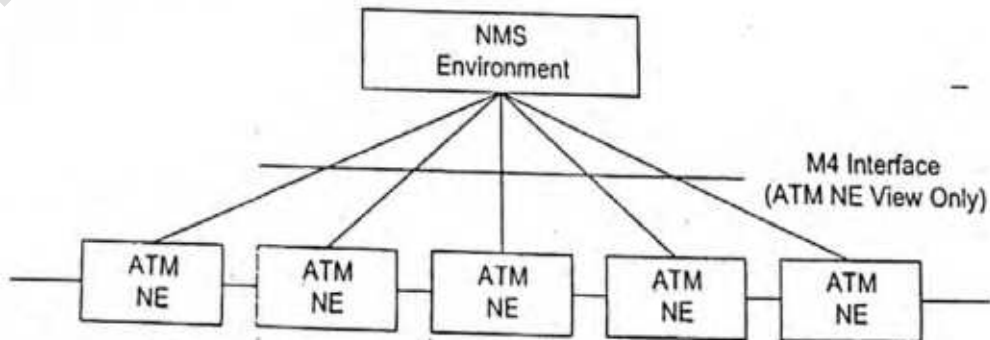 NMS
Environment
M4 Interface
(ATM NE View Only)
ATM
NE
ATM
NE
ATM
NE
ATM
NE
ATM
NE